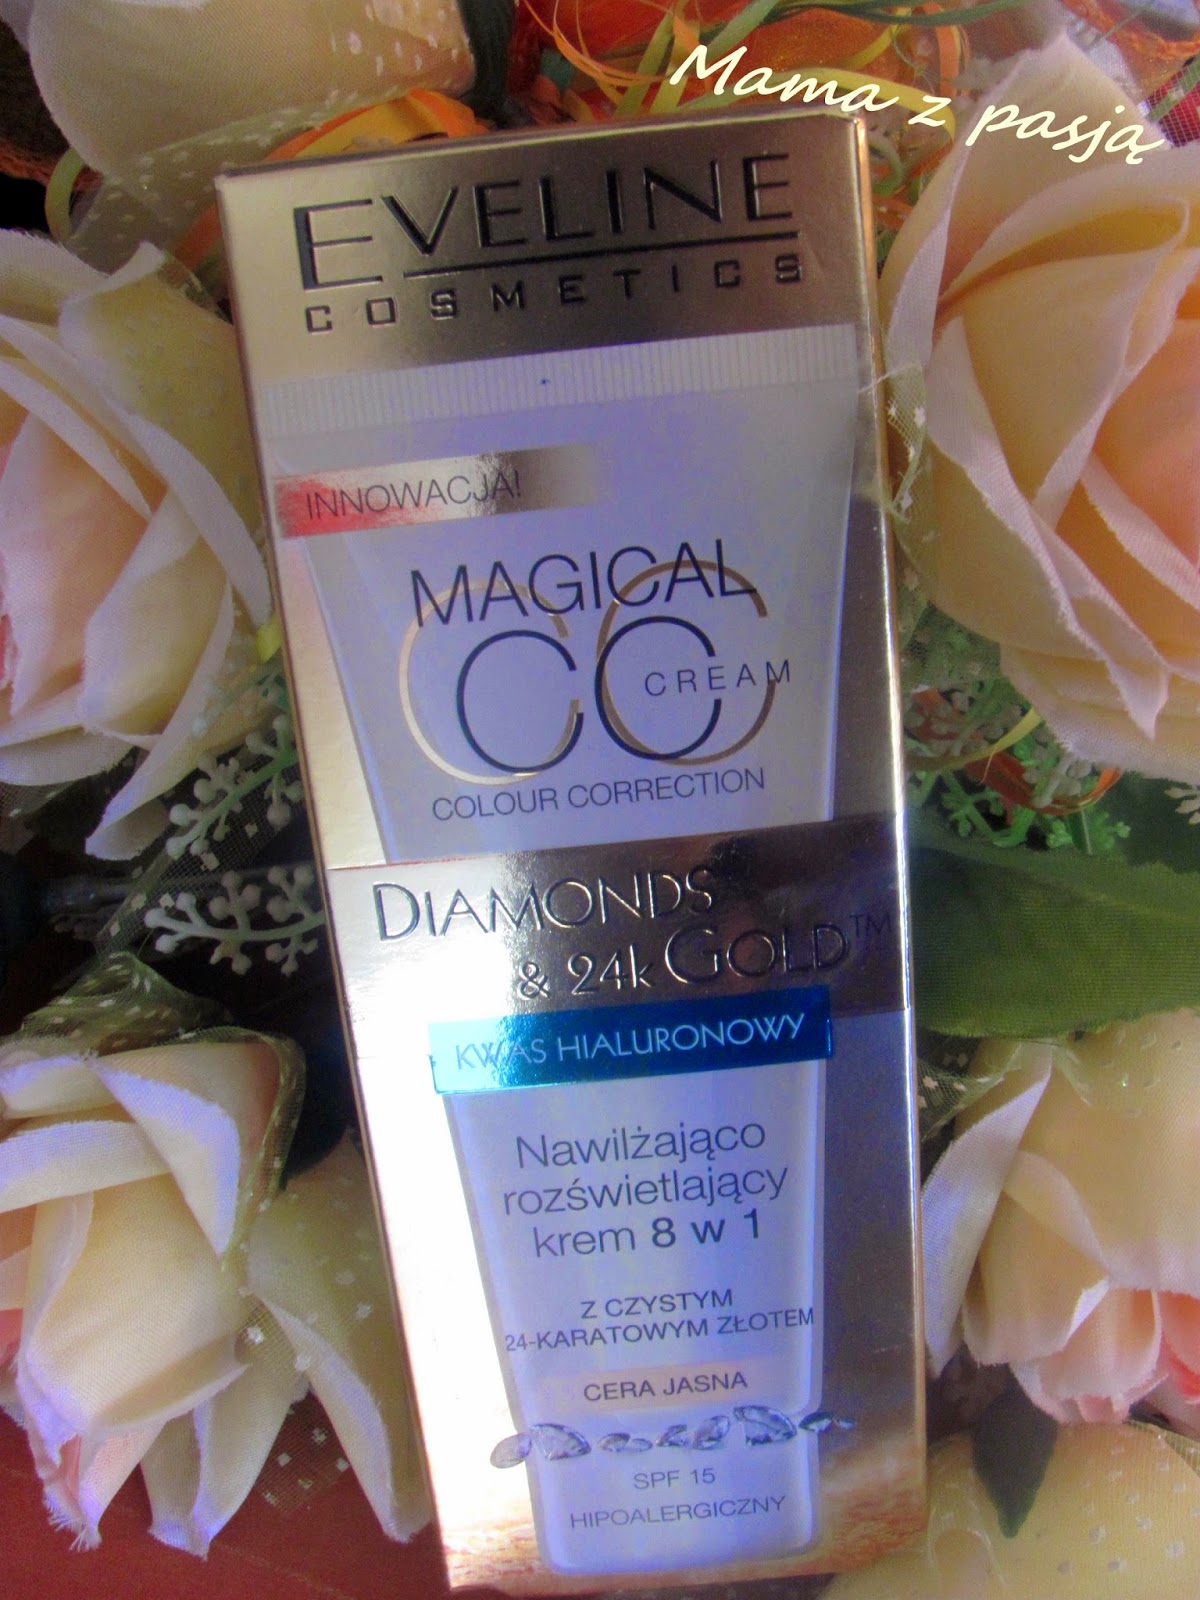 Mama z pasją
EVELINE
COSMETICS
INNOWACJA!
MAGICAL
CC CREAM
COLOUR CORRECTION
DIAMONDS™
& 24k GOLD™
KWAS HIALURONOWY
Nawilżająco
rozświetlający
krem 8 w 1
Z CZYSTYM
24-KARATOWYM ZŁOTEM
CERA JASNA
SPF 15
HIPOALERGICZNY